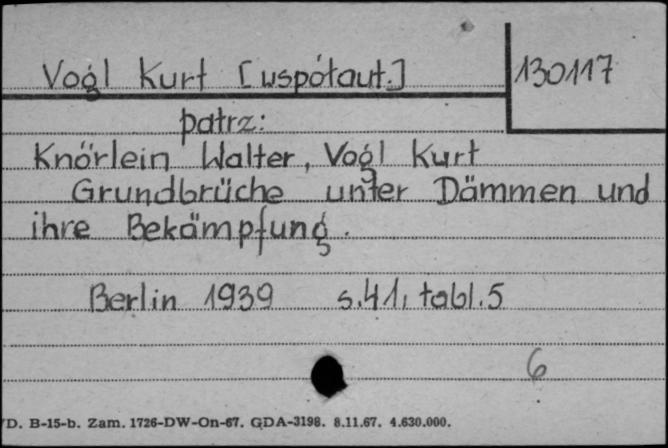 Vogl Kurt [współaut.] 130117
patrz:
Knörlein Walter, Vogl Kurt
Grundbrüche unter Dämmen und
ihre Bekämpfung.
Berlin 1939 s.41, tabl.5
6
D. B-15-b. Zam. 1726-DW-On-67. GDA-3198. 8.11.67. 4.630.000.